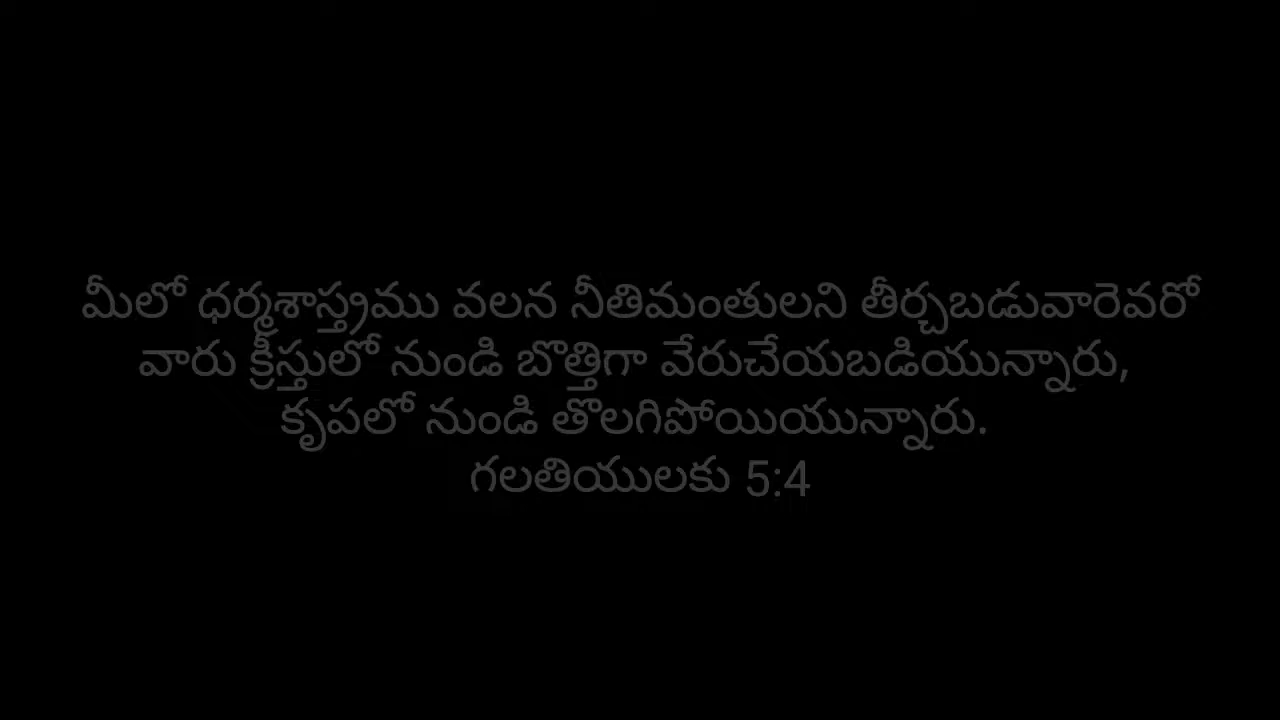 మీలో ధర్మశాస్త్రము వలన నీతిమంతులని తీర్చబడువారెవరో
వారు క్రీస్తులో నుండి బొత్తిగా వేరుచేయబడియున్నారు,
కృపలో నుండి తొలగిపోయియున్నారు.
గలతియులకు 5:4